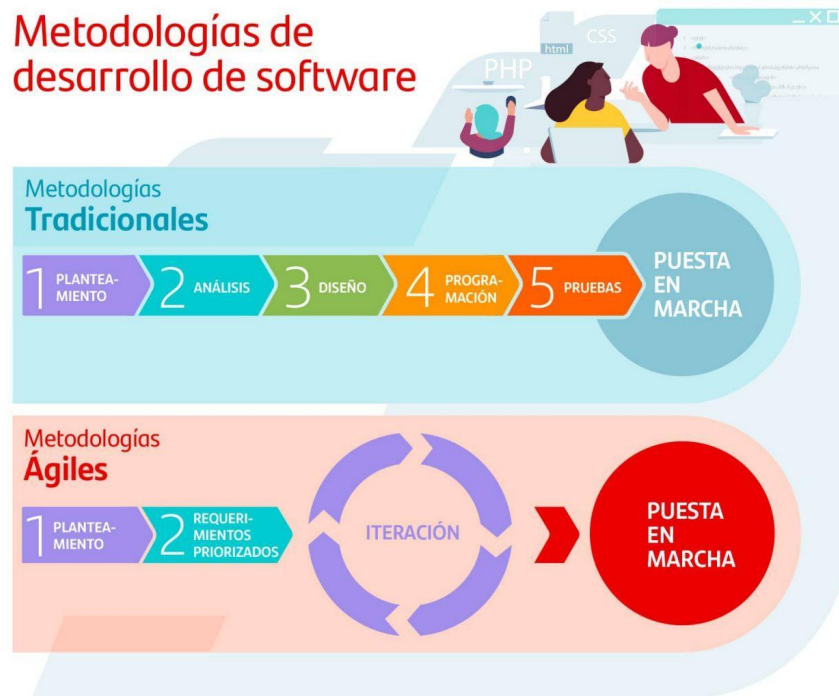 Metodologías de
desarrollo de software
PHP
html
CSS
Metodologías
Tradicionales
1 PLANTEA-
MIENTO
2 ANÁLISIS
3 DISEÑO
4 PROGRA-
MACIÓN
5 PRUEBAS
PUESTA
EN
MARCHA
Metodologías
Ágiles
1 PLANTEA-
MIENTO
2 REQUERI-
MIENTOS
PRIORIZADOS
ITERACIÓN
PUESTA
EN
MARCHA